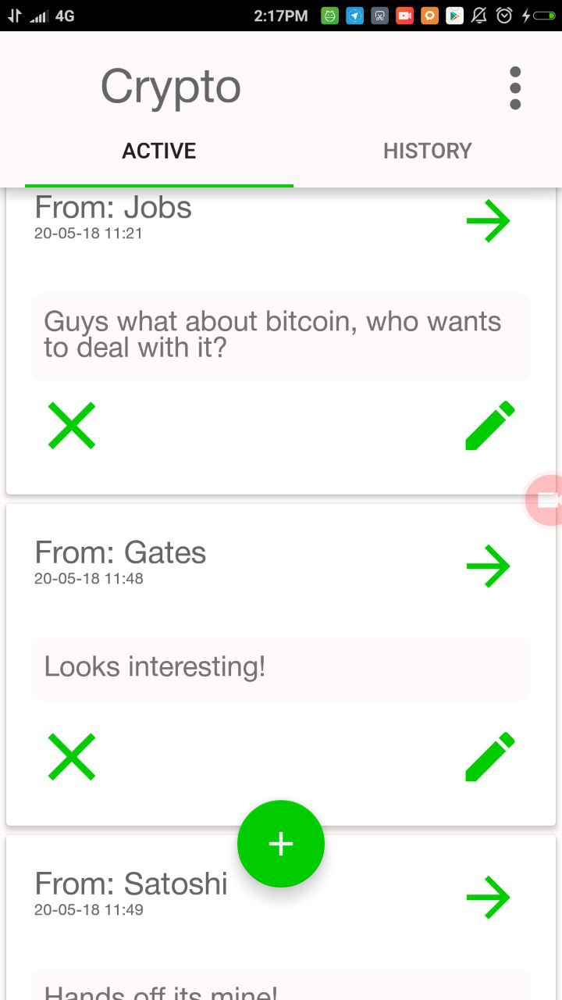 4G 2:17PM
Crypto
ACTIVE HISTORY
From: Jobs
20-05-18 11:21
Guys what about bitcoin, who wants
to deal with it?
From: Gates
20-05-18 11:48
Looks interesting!
From: Satoshi
20-05-18 11:49
Hands off its mine!